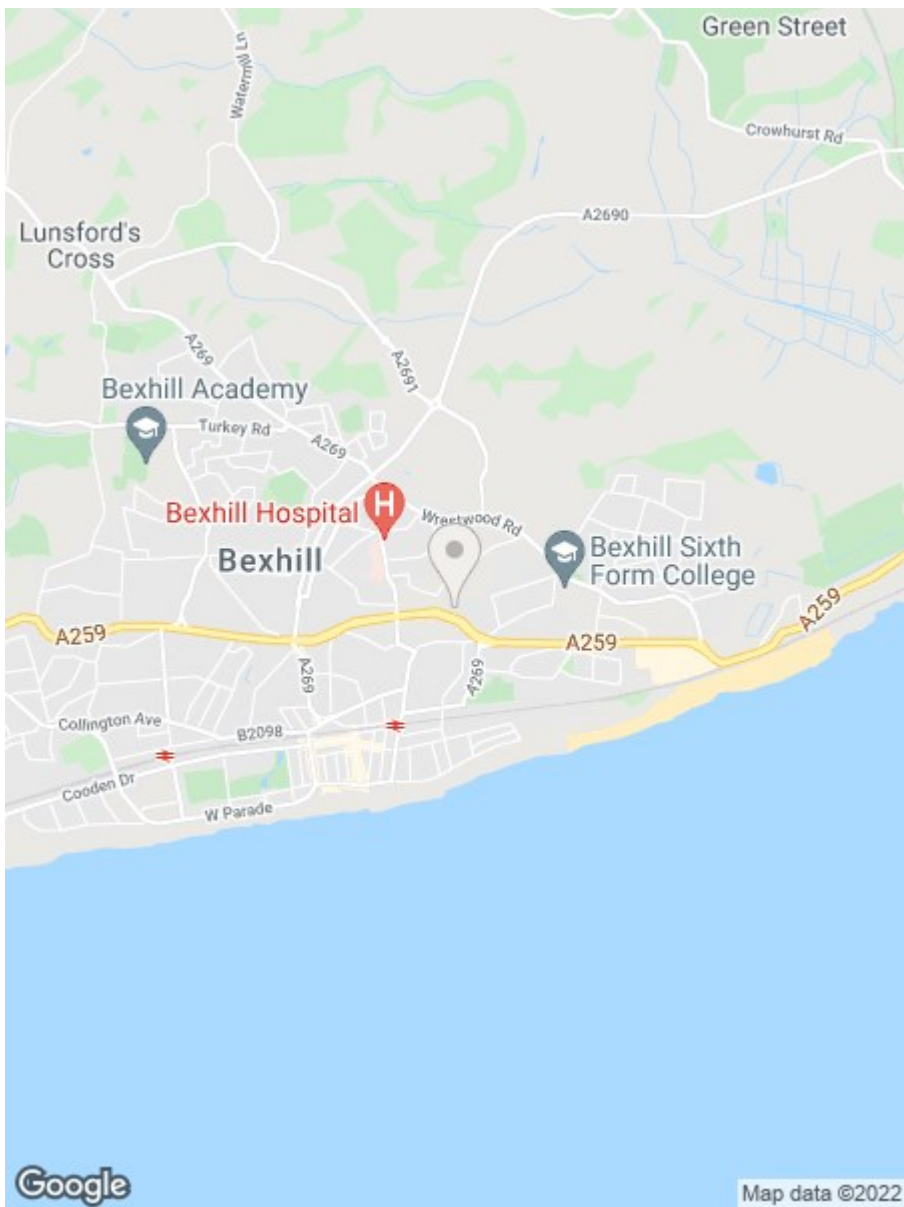 Green Street
Watermill Ln
Crowhurst Rd
A2690
Lunsford's
Cross
A269
A2691
Bexhill Academy
Turkey Rd
A269
H
Bexhill Hospital
Wrestwood Rd
Bexhill
Bexhill Sixth
Form College
A259
A259
A259
A269
A269
Collington Ave
B2098
Cooden Dr
W Parade
Google
Map data ©2022